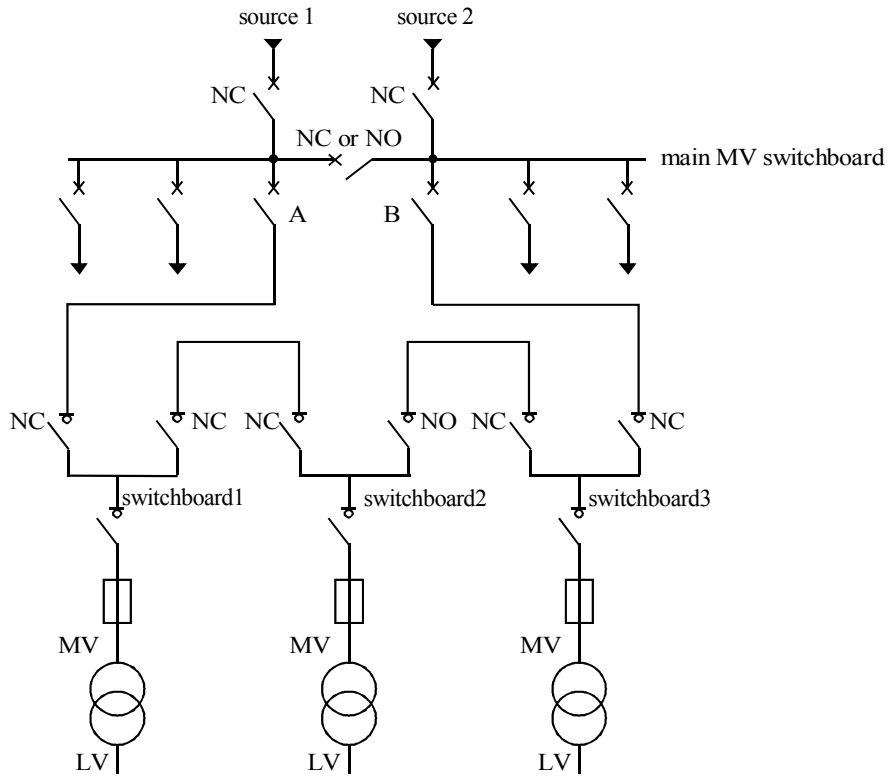 source 1
source 2
NC
NC
NC or NO
main MV switchboard
A
B
NC
NC
NC
NO
NC
NC
switchboard1
switchboard2
switchboard3
MV
MV
MV
LV
LV
LV